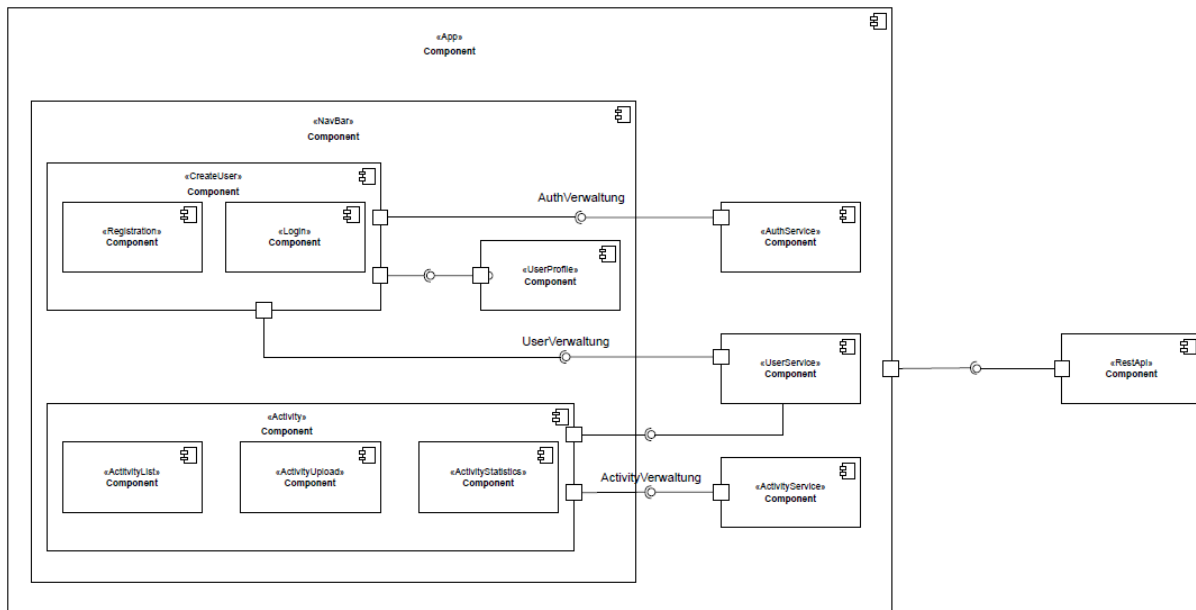 «App»
Component
«NavBar»
Component
«CreateUser»
Component
«Registration»
Component
«Login»
Component
AuthVerwaltung
«AuthService»
Component
«UserProfile»
Component
UserVerwaltung
«UserService»
Component
«RestApi»
Component
«Activity»
Component
«ActitvityList»
Component
«ActivityUpload»
Component
«ActivityStatistics»
Component
ActivityVerwaltung
«ActivityService»
Component